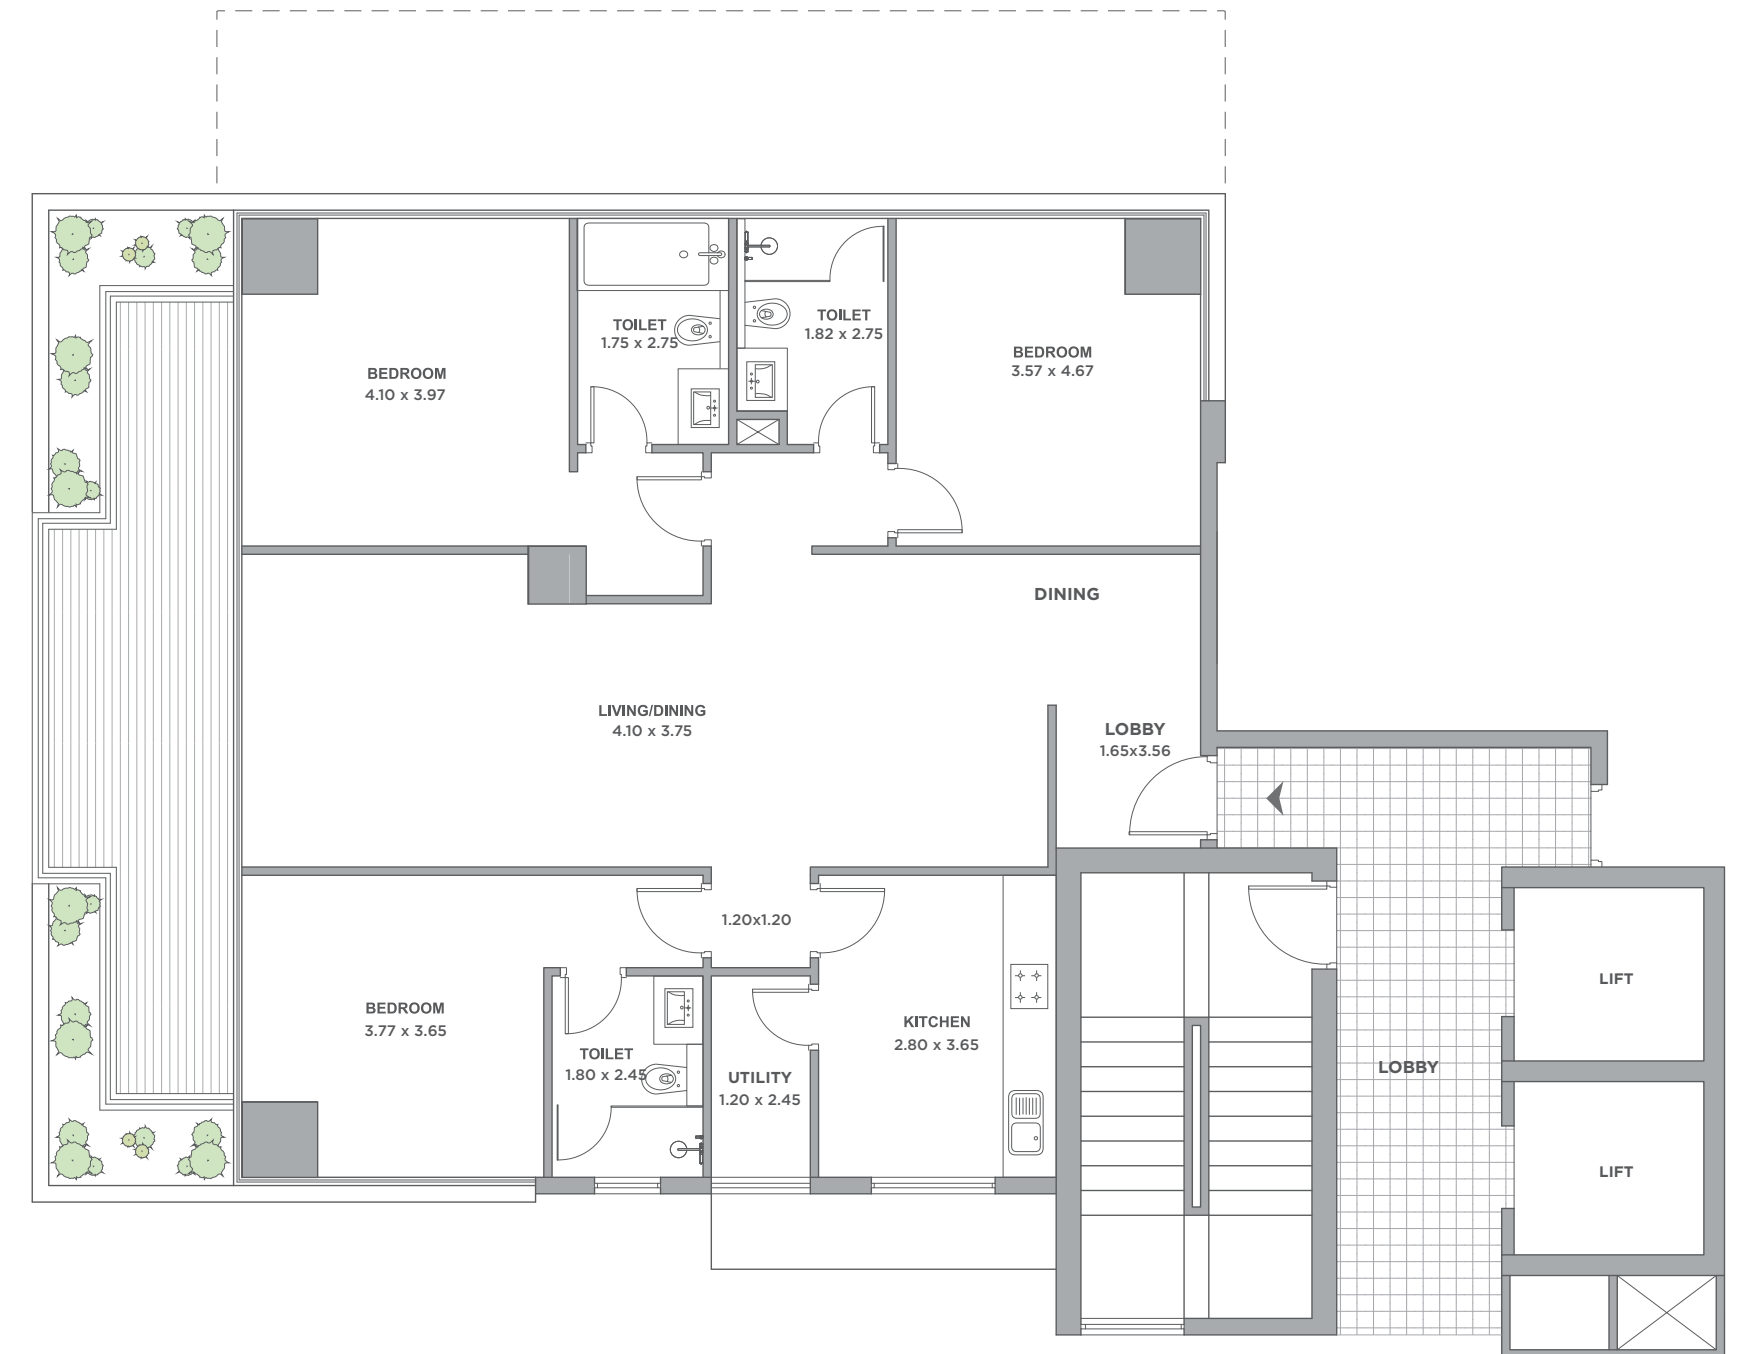 TOILET
1.75 x 2.75
TOILET
1.82 x 2.75
BEDROOM
3.57 x 4.67
BEDROOM
4.10 x 3.97
DINING
LIVING/DINING
4.10 x 3.75
LOBBY
1.65x3.56
1.20x1.20
BEDROOM
3.77 x 3.65
TOILET
1.80 x 2.45
UTILITY
1.20 x 2.45
KITCHEN
2.80 x 3.65
LIFT
LOBBY
LIFT